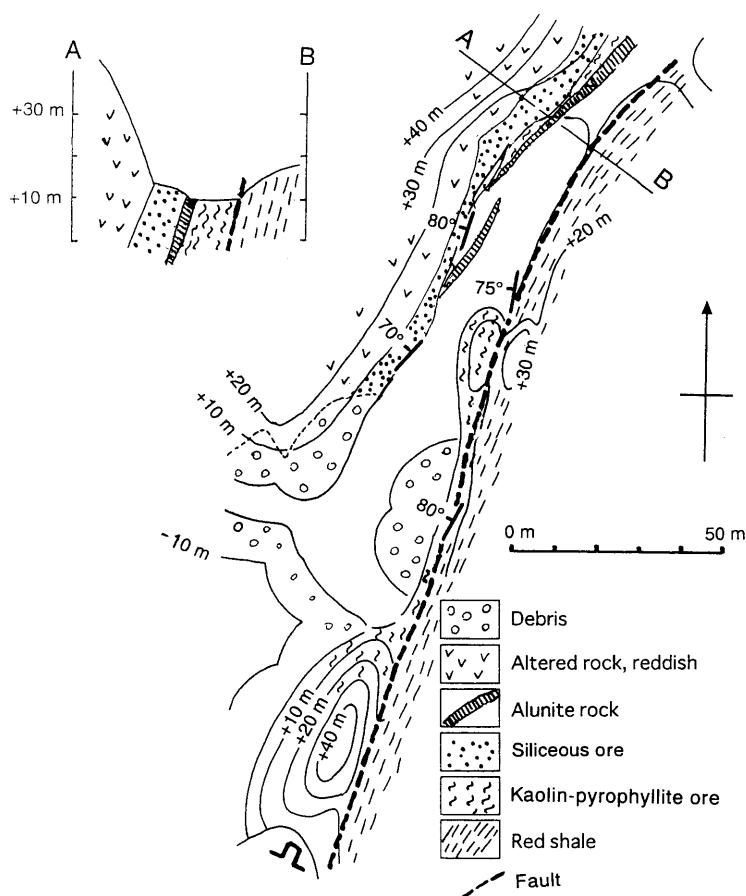 A
B
+30 m
+10 m
A
B
+40 m
+30 m
80°
+20 m
75°
70°
+30 m
+20 m
+10 m
80°
-10 m
0 m
50 m
+10 m
+20 m
+40 m
Debris
Altered rock, reddish
Alunite rock
Siliceous ore
Kaolin-pyrophyllite ore
Red shale
Fault